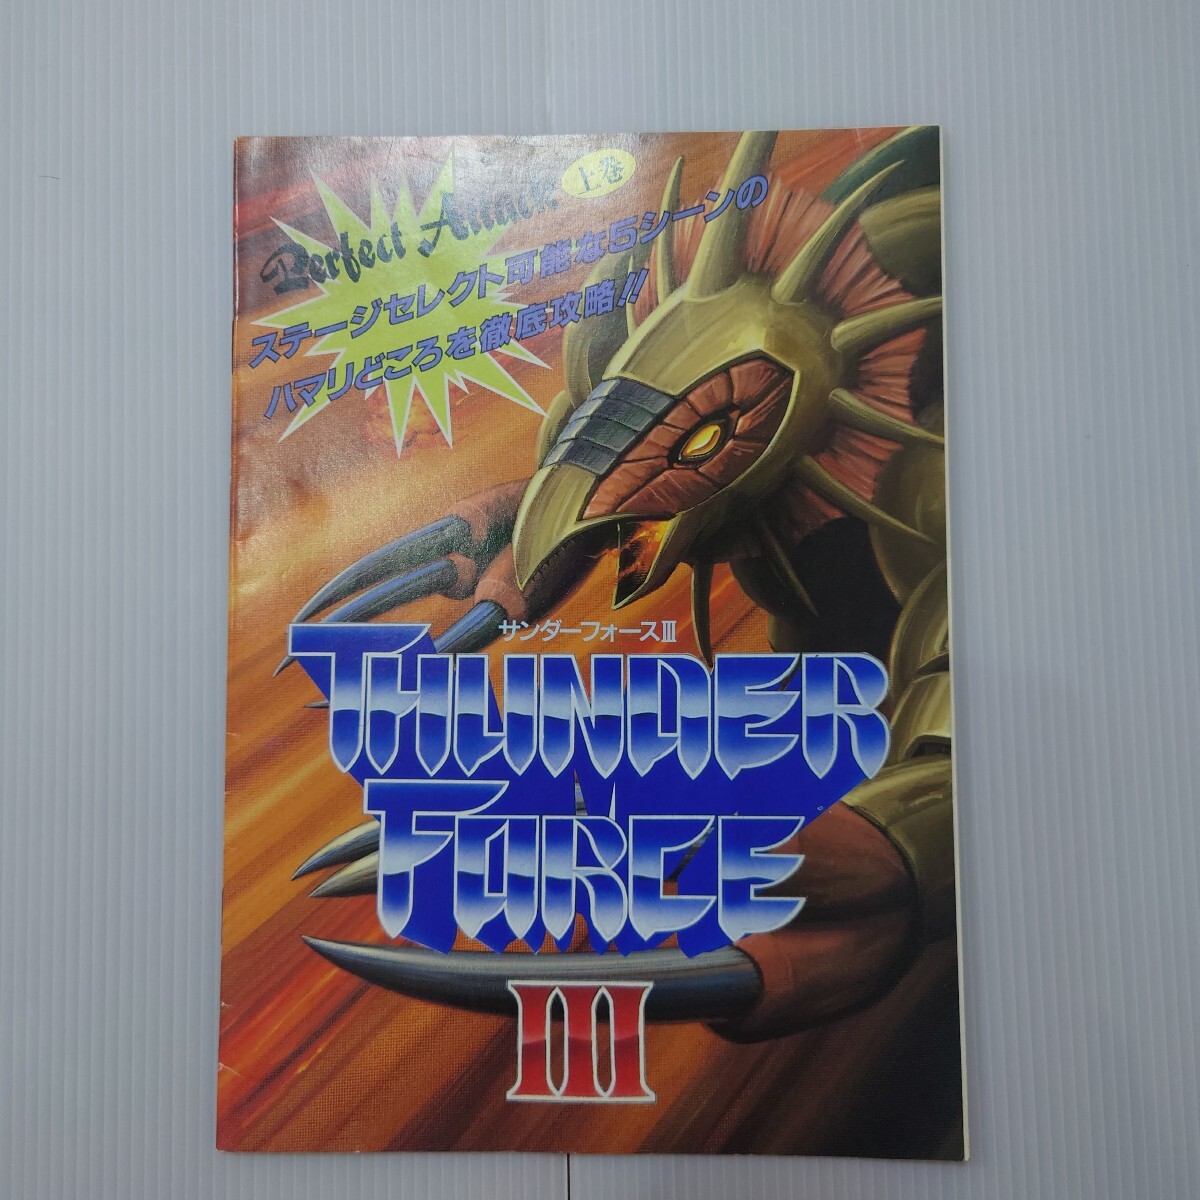 Perfect Attack 上巻
ステージセレクト可能な5シーンの
ハマリどころを徹底攻略!!
サンダーフォースIII
THUNDER
FORCE
III